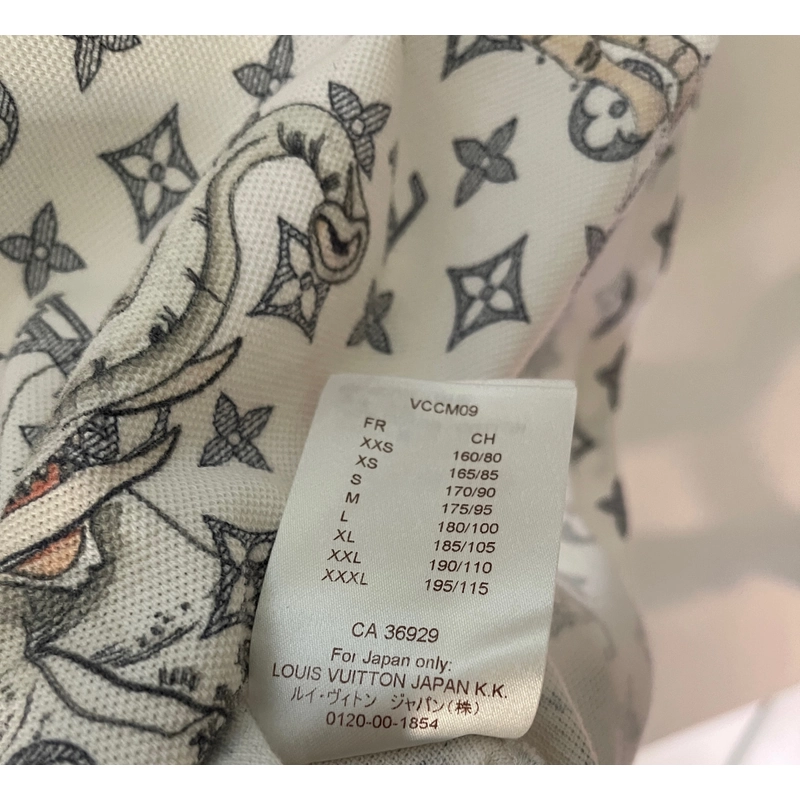 VCCM09
FR CH
XXS 160/80
XS 165/85
S 170/90
M 175/95
L 180/100
XL 185/105
XXL 190/110
XXXL 195/115
CA 36929
For Japan only:
LOUIS VUITTON JAPAN K.K.
ルイ・ヴィトン ジャパン(株)
0120-00-1854